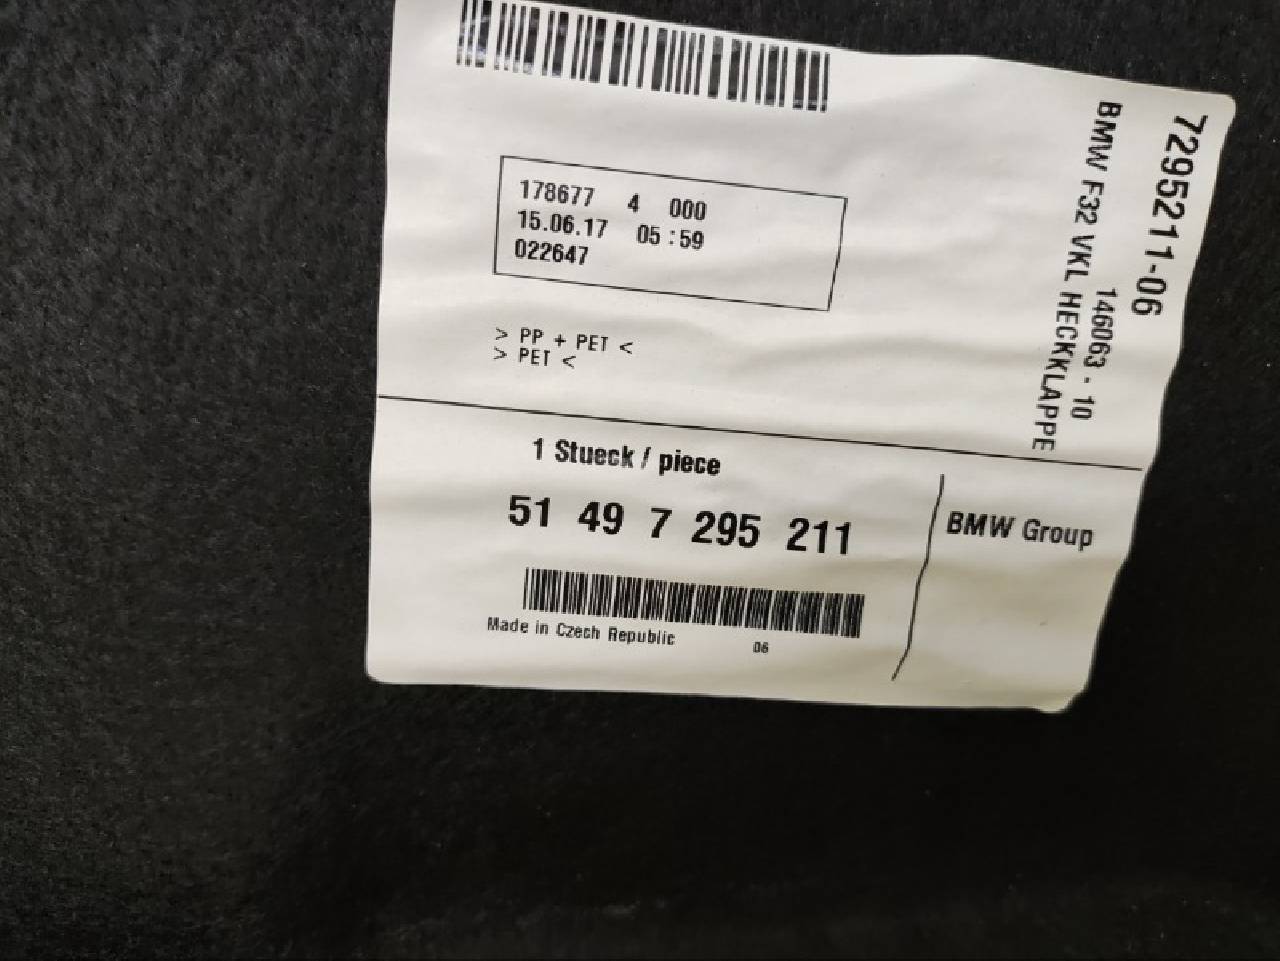 178677 4 000
15.06.17 05:59
022647
> PP + PET <
> PET <
7295211-06
146063 - 10
BMW F32 VKL HECKKLAPPE
1 Stueck / piece
51 49 7 295 211
BMW Group
Made in Czech Republic 06